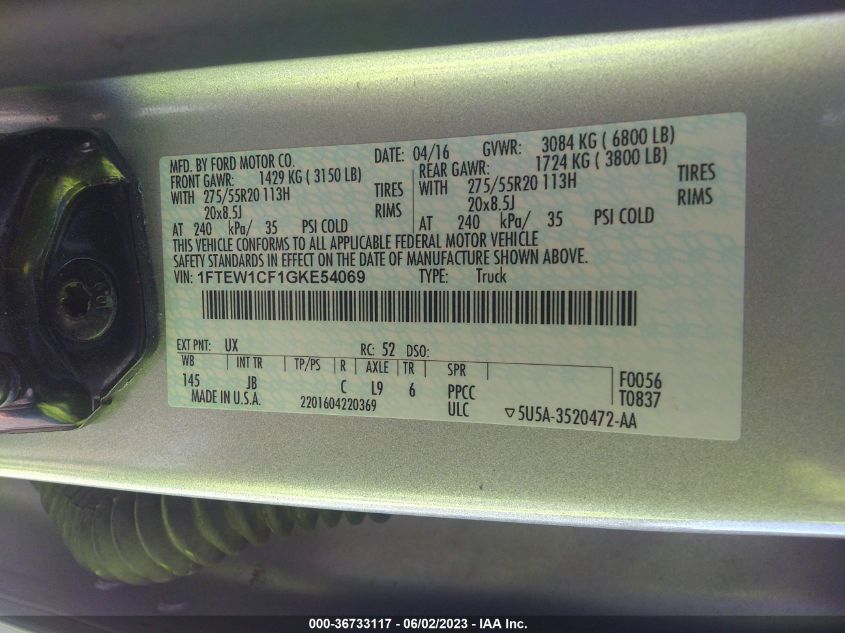 MFD. BY FORD MOTOR CO.
DATE: 04/16 GVWR: 3084 KG ( 6800 LB)
FRONT GAWR: 1429 KG ( 3150 LB)
WITH 275/55R20 113H TIRES
20x8.5J RIMS
AT 240 kPa/ 35 PSI COLD
REAR GAWR: 1724 KG ( 3800 LB)
WITH 275/55R20 113H TIRES
20x8.5J RIMS
AT 240 kPa/ 35 PSI COLD
THIS VEHICLE CONFORMS TO ALL APPLICABLE FEDERAL MOTOR VEHICLE
SAFETY STANDARDS IN EFFECT ON THE DATE OF MANUFACTURE SHOWN ABOVE.
VIN: 1FTEW1CF1GKE54069 TYPE: Truck
EXT PNT: UX RC: 52 DSO:
WB INT TR TP/PS R AXLE TR SPR
145 JB C L9 6 PPCC
F0056
T0837
MADE IN U.S.A. 2201604220369 ULC ▽5U5A-3520472-AA
000-36733117 - 06/02/2023 - IAA Inc.